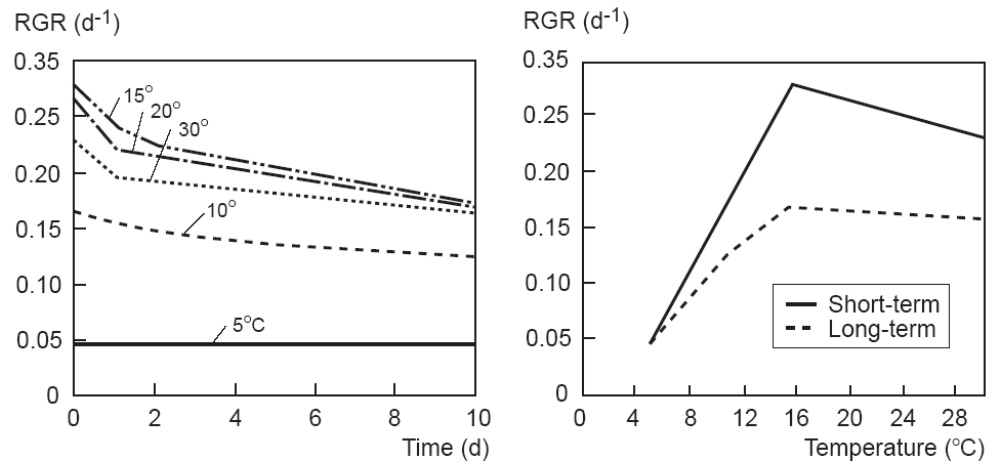 RGR (d-1)
0.35
0.25
0.20
0.15
0.10
0.05
0
0 2 4 6 8 10
Time (d)
15°
20°
30°
10°
5°C
RGR (d-1)
0.35
0.25
0.20
0.15
0.10
0.05
0
0 4 8 12 16 20 24 28
Temperature (°C)
Short-term
Long-term